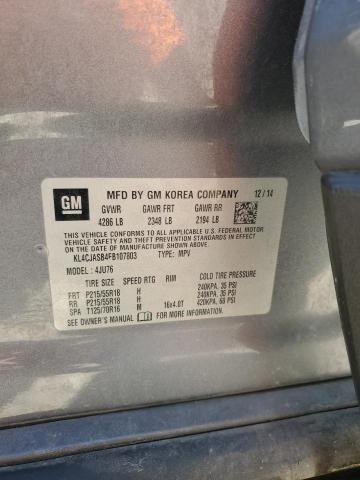 GM
MFD BY GM KOREA COMPANY 12/14
GVWR GAWR FRT GAWR RR
4286 LB 2348 LB 2194 LB
THIS VEHICLE CONFORMS TO ALL APPLICABLE U.S. FEDERAL MOTOR
VEHICLE SAFETY, BUMPER, AND THEFT PREVENTION STANDARDS IN
EFFECT ON THE DATE OF MANUFACTURE SHOWN ABOVE.
KL4CJASB4FB107803 TYPE: MPV
MODEL: 4JU76
TIRE SIZE SPEED RTG RIM COLD TIRE PRESSURE
FRT P215/55R18 H 240KPA, 35 PSI
RR P215/55R18 H 240KPA, 35 PSI
SPA T125/70R16 M 16x4.0T 420KPA, 60 PSI
SEE OWNER'S MANUAL FOR MORE INFORMATION.